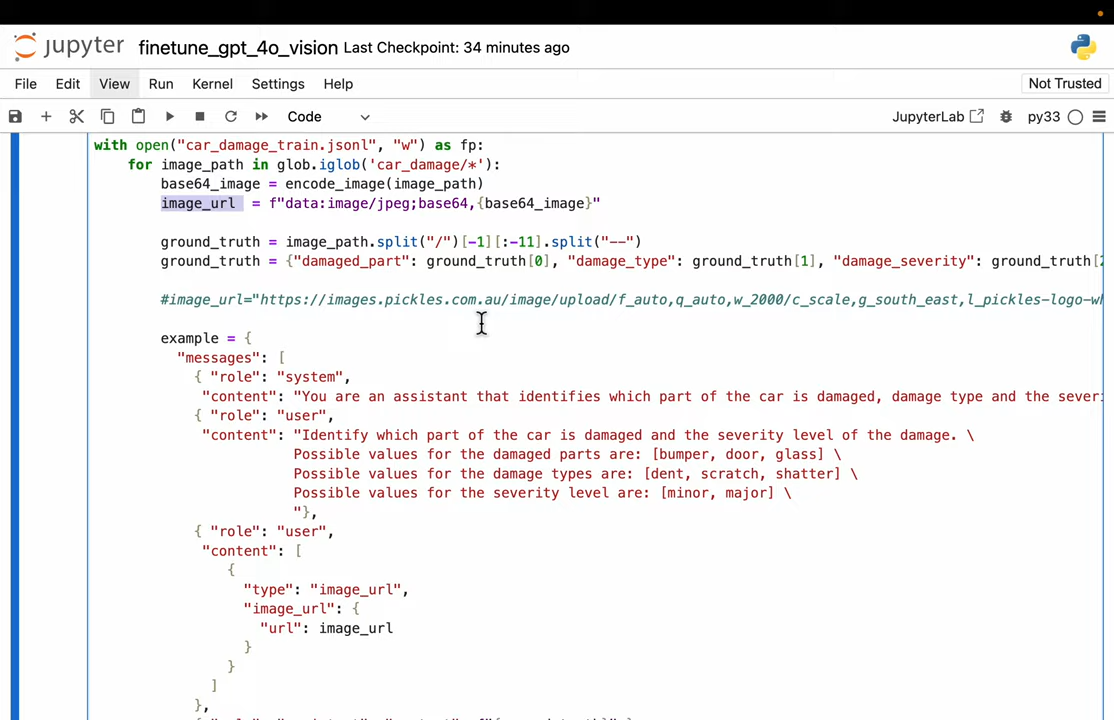 jupyter finetune_gpt_4o_vision Last Checkpoint: 34 minutes ago
File Edit View Run Kernel Settings Help Not Trusted
Code JupyterLab py33
with open("car_damage_train.jsonl", "w") as fp:
for image_path in glob.iglob('car_damage/*'):
base64_image = encode_image(image_path)
image_url = f"data:image/jpeg;base64,{base64_image}"
ground_truth = image_path.split("/")[-1][:-11].split("--")
ground_truth = {"damaged_part": ground_truth[0], "damage_type": ground_truth[1], "damage_severity": ground_truth[2
#image_url="https://images.pickles.com.au/image/upload/f_auto,q_auto,w_2000/c_scale,g_south_east,l_pickles-logo-wh
example = {
"messages": [
{ "role": "system",
"content": "You are an assistant that identifies which part of the car is damaged, damage type and the severi
{ "role": "user",
"content": "Identify which part of the car is damaged and the severity level of the damage. \
Possible values for the damaged parts are: [bumper, door, glass] \
Possible values for the damage types are: [dent, scratch, shatter] \
Possible values for the severity level are: [minor, major] \
"},
{ "role": "user",
"content": [
{
"type": "image_url",
"image_url": {
"url": image_url
}
}
]
},